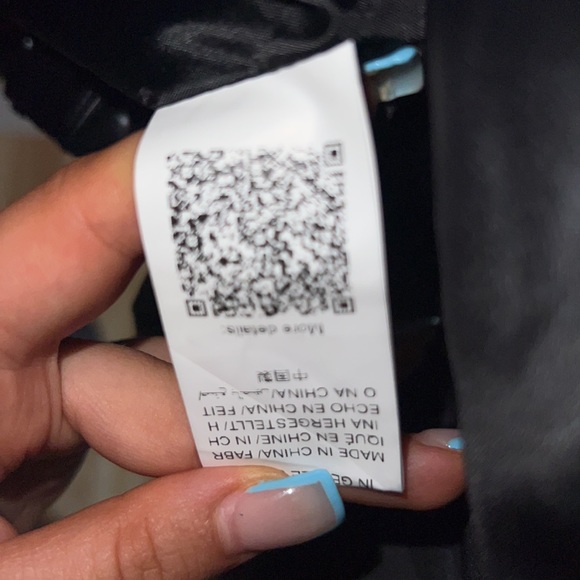 MADE IN CHINA/ FABR
IQUÉ EN CHINE/ IN CH
INA HERGESTELLT/ H
ECHO EN CHINA/ FEIT
O NA CHINA/
中国製
More details: